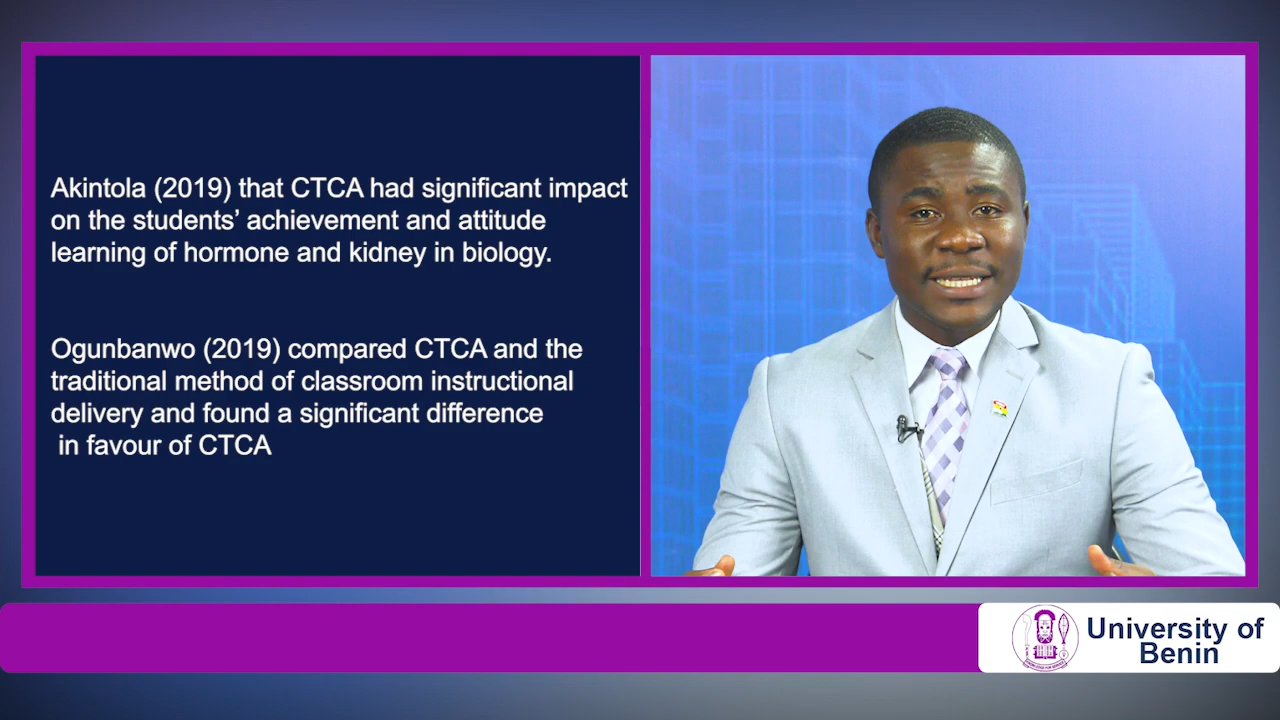 Akintola (2019) that CTCA had significant impact
on the students’ achievement and attitude
learning of hormone and kidney in biology.
Ogunbanwo (2019) compared CTCA and the
traditional method of classroom instructional
delivery and found a significant difference
in favour of CTCA
University of
Benin